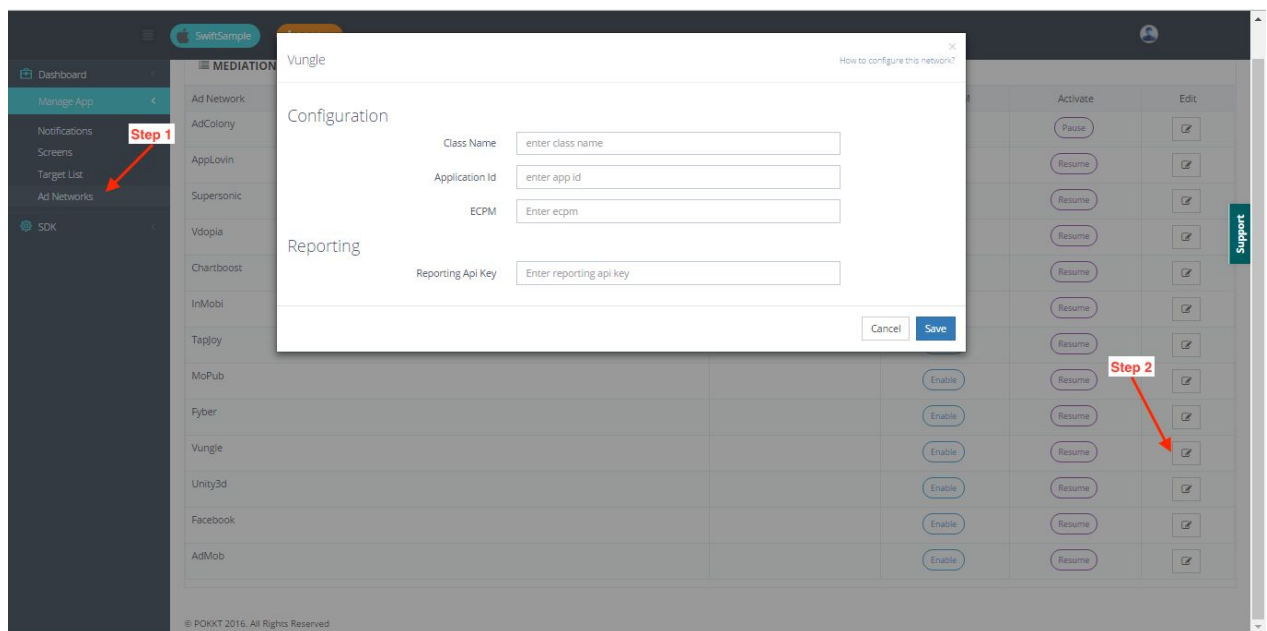 SwiftSample
Dashboard
Manage App
Notifications
Screens
Target List
Ad Networks
SDK
Step 1
MEDIATION
Ad Network
Activate
Edit
AdColony
Pause
AppLovin
Resume
Supersonic
Resume
Vdopia
Resume
Chartboost
Resume
InMobi
Resume
TapJoy
Resume
MoPub
Enable
Resume
Fyber
Enable
Resume
Vungle
Enable
Resume
Unity3d
Enable
Resume
Facebook
Enable
Resume
AdMob
Enable
Resume
Vungle
×
How to configure this network?
Configuration
Class Name
enter class name
Application Id
enter app id
ECPM
Enter ecpm
Reporting
Reporting Api Key
Enter reporting api key
Cancel
Save
Step 2
Support
© POKKT 2016. All Rights Reserved